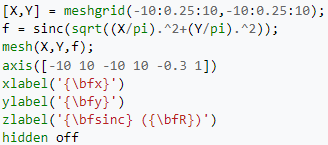 [X,Y] = meshgrid(-10:0.25:10,-10:0.25:10);
f = sinc(sqrt((X/pi).^2+(Y/pi).^2));
mesh(X,Y,f);
axis([-10 10 -10 10 -0.3 1])
xlabel('{\bfx}')
ylabel('{\bfy}')
zlabel('{\bfsinc} ({\bfR})')
hidden off